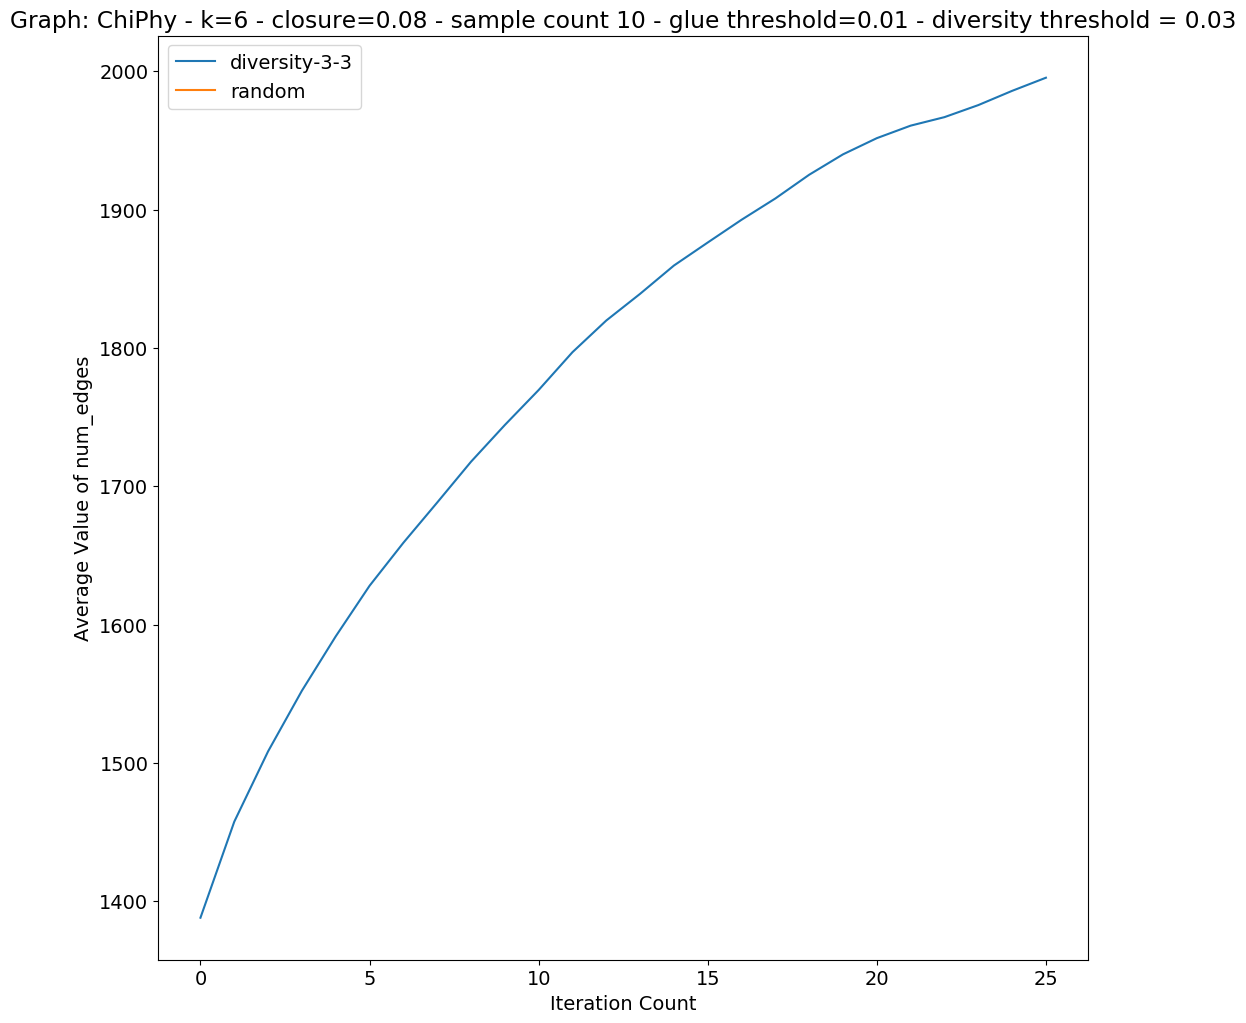 Graph: ChiPhy - k=6 - closure=0.08 - sample count 10 - glue threshold=0.01 - diversity threshold = 0.03
diversity-3-3
random
2000
1900
1800
1700
1600
1500
1400
Average Value of num_edges
0 5 10 15 20 25
Iteration Count